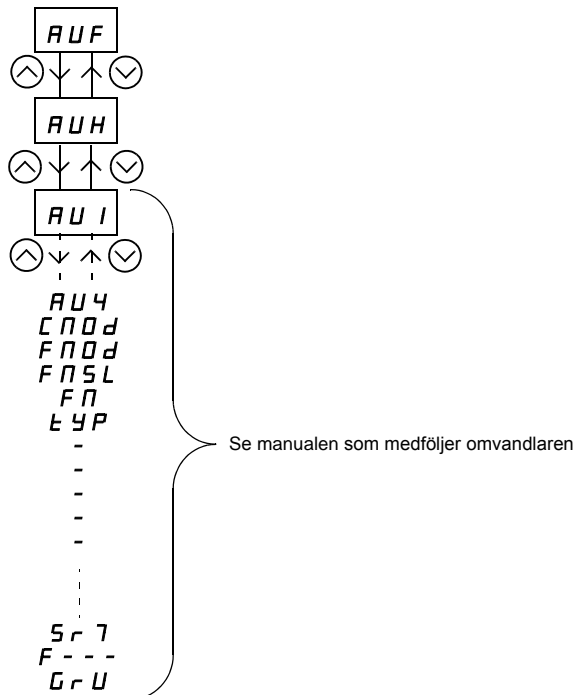 AUF
AUH
AU1
AU4
CMOd
FMOd
FMSL
FM
tYP
-
-
-
-
-
Se manualen som medföljer omvandlaren
Sr7
F---
GrU